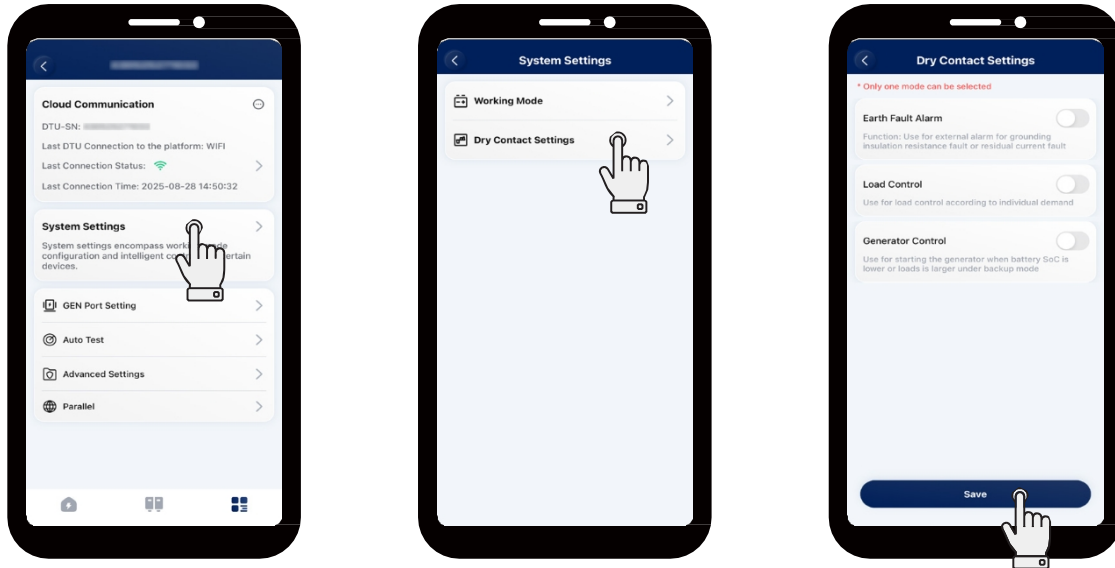 Cloud Communication
DTU-SN:
Last DTU Connection to the platform: WIFI
Last Connection Status:
Last Connection Time: 2025-08-28 14:50:32
System Settings
System settings encompass
configuration and intelligent
devices.
GEN Port Setting
Auto Test
Advanced Settings
Parallel
System Settings
Working Mode
Dry Contact Settings
Dry Contact Settings
* Only one mode can be selected
Earth Fault Alarm
Function: Use for external alarm for grounding
insulation resistance fault or residual current fault
Load Control
Use for load control according to individual demand
Generator Control
Use for starting the generator when battery SoC is
lower or loads is larger under backup mode
Save